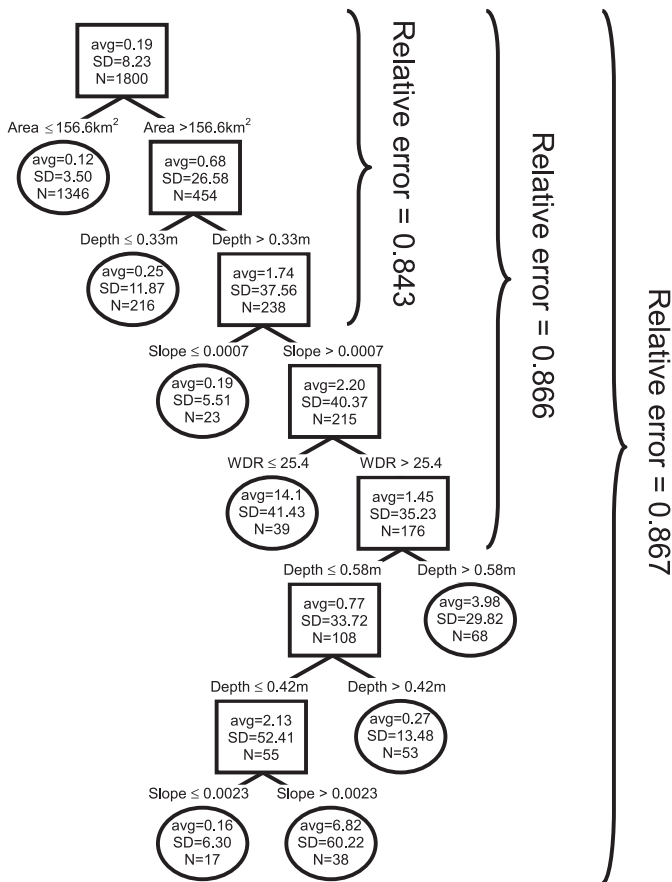 avg=0.19
SD=8.23
N=1800
Area ≤ 156.6km²
Area >156.6km²
avg=0.12
SD=3.50
N=1346
avg=0.68
SD=26.58
N=454
Depth ≤ 0.33m
Depth > 0.33m
avg=0.25
SD=11.87
N=216
avg=1.74
SD=37.56
N=238
Slope ≤ 0.0007
Slope > 0.0007
avg=0.19
SD=5.51
N=23
avg=2.20
SD=40.37
N=215
WDR ≤ 25.4
WDR > 25.4
avg=14.1
SD=41.43
N=39
avg=1.45
SD=35.23
N=176
Depth ≤ 0.58m
Depth > 0.58m
avg=0.77
SD=33.72
N=108
avg=3.98
SD=29.82
N=68
Depth ≤ 0.42m
Depth > 0.42m
avg=2.13
SD=52.41
N=55
avg=0.27
SD=13.48
N=53
Slope ≤ 0.0023
Slope > 0.0023
avg=0.16
SD=6.30
N=17
avg=6.82
SD=60.22
N=38
Relative error = 0.843
Relative error = 0.866
Relative error = 0.867